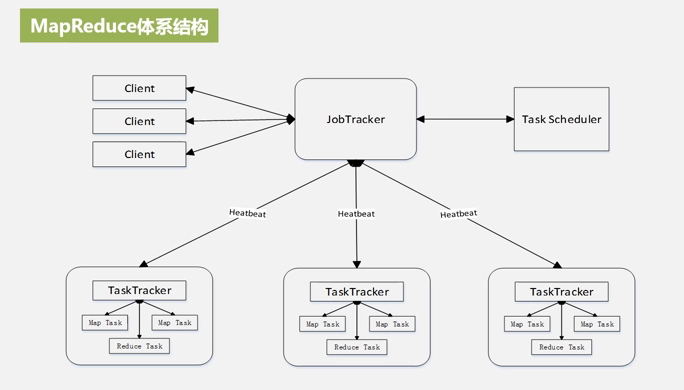 MapReduce体系结构
Client
Client
Client
JobTracker
Task Scheduler
Heatbeat
Heatbeat
Heatbeat
TaskTracker
Map Task
Map Task
Reduce Task
TaskTracker
Map Task
Map Task
Reduce Task
TaskTracker
Map Task
Map Task
Reduce Task